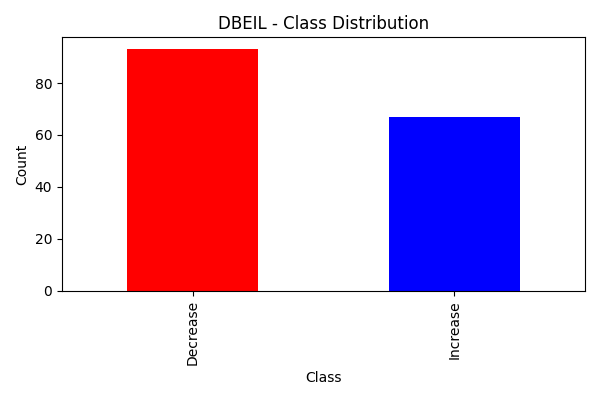 DBEIL - Class Distribution
Count
80
60
40
20
0
Decrease
Increase
Class